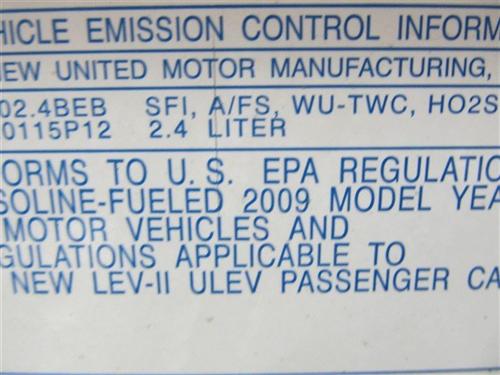 HICLE EMISSION CONTROL INFORM
NEW UNITED MOTOR MANUFACTURING,
02.4BEB SFI, A/FS, WU-TWC, HO2S
0115P12 2.4 LITER
FORMS TO U.S. EPA REGULATIO
SOLINE-FUELED 2009 MODEL YEA
MOTOR VEHICLES AND
GULATIONS APPLICABLE TO
NEW LEV-II ULEV PASSENGER CA